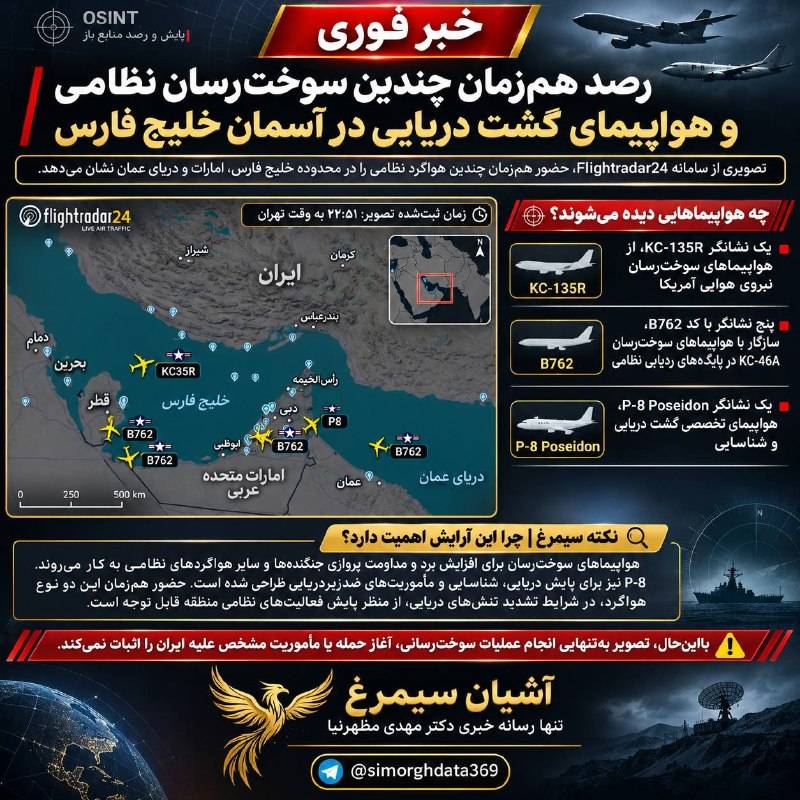 OSINT
پایش و رصد منابع باز
خبر فوری
رصد هم‌زمان چندین سوخت‌رسان نظامی
و هواپیمای گشت دریایی در آسمان خلیج فارس
تصویری از سامانه Flightradar24، حضور هم‌زمان چندین هواگرد نظامی را در محدوده خلیج فارس، امارات و دریای عمان نشان می‌دهد.
flightradar24
LIVE AIR TRAFFIC
زمان ثبت‌شده تصویر: ۲۲:۵۱ به وقت تهران
N
شیراز
کرمان
ایران
بندرعباس
دمام
بحرین
KC35R
رأس‌الخیمه
قطر
خلیج فارس
دبی
P8
B762
B762
B762
B762
ابوظبی
امارات متحده
عربی
عمان
دریای عمان
0 250 500 km
چه هواپیماهایی دیده می‌شوند؟
یک نشانگر KC-135R، از
هواپیماهای سوخت‌رسان
نیروی هوایی آمریکا
KC-135R
پنج نشانگر با کد B762،
سازگار با هواپیماهای سوخت‌رسان
KC-46A در پایگاه‌های ردیابی نظامی
B762
یک نشانگر P-8 Poseidon،
هواپیمای تخصصی گشت دریایی
و شناسایی
P-8 Poseidon
نکته سیمرغ | چرا این آرایش اهمیت دارد؟
هواپیماهای سوخت‌رسان برای افزایش برد و مداومت پروازی جنگنده‌ها و سایر هواگردهای نظامی به کار می‌روند.
P-8 نیز برای پایش دریایی، شناسایی و مأموریت‌های ضدزیردریایی طراحی شده است. حضور هم‌زمان این دو نوع
هواگرد، در شرایط تشدید تنش‌های دریایی، از منظر پایش فعالیت‌های نظامی منطقه قابل توجه است.
بااین‌حال، تصویر به‌تنهایی انجام عملیات سوخت‌رسانی، آغاز حمله یا مأموریت مشخص علیه ایران را اثبات نمی‌کند.
آشیان سیمرغ
تنها رسانه خبری دکتر مهدی مظهرنیا
@simorghdata369